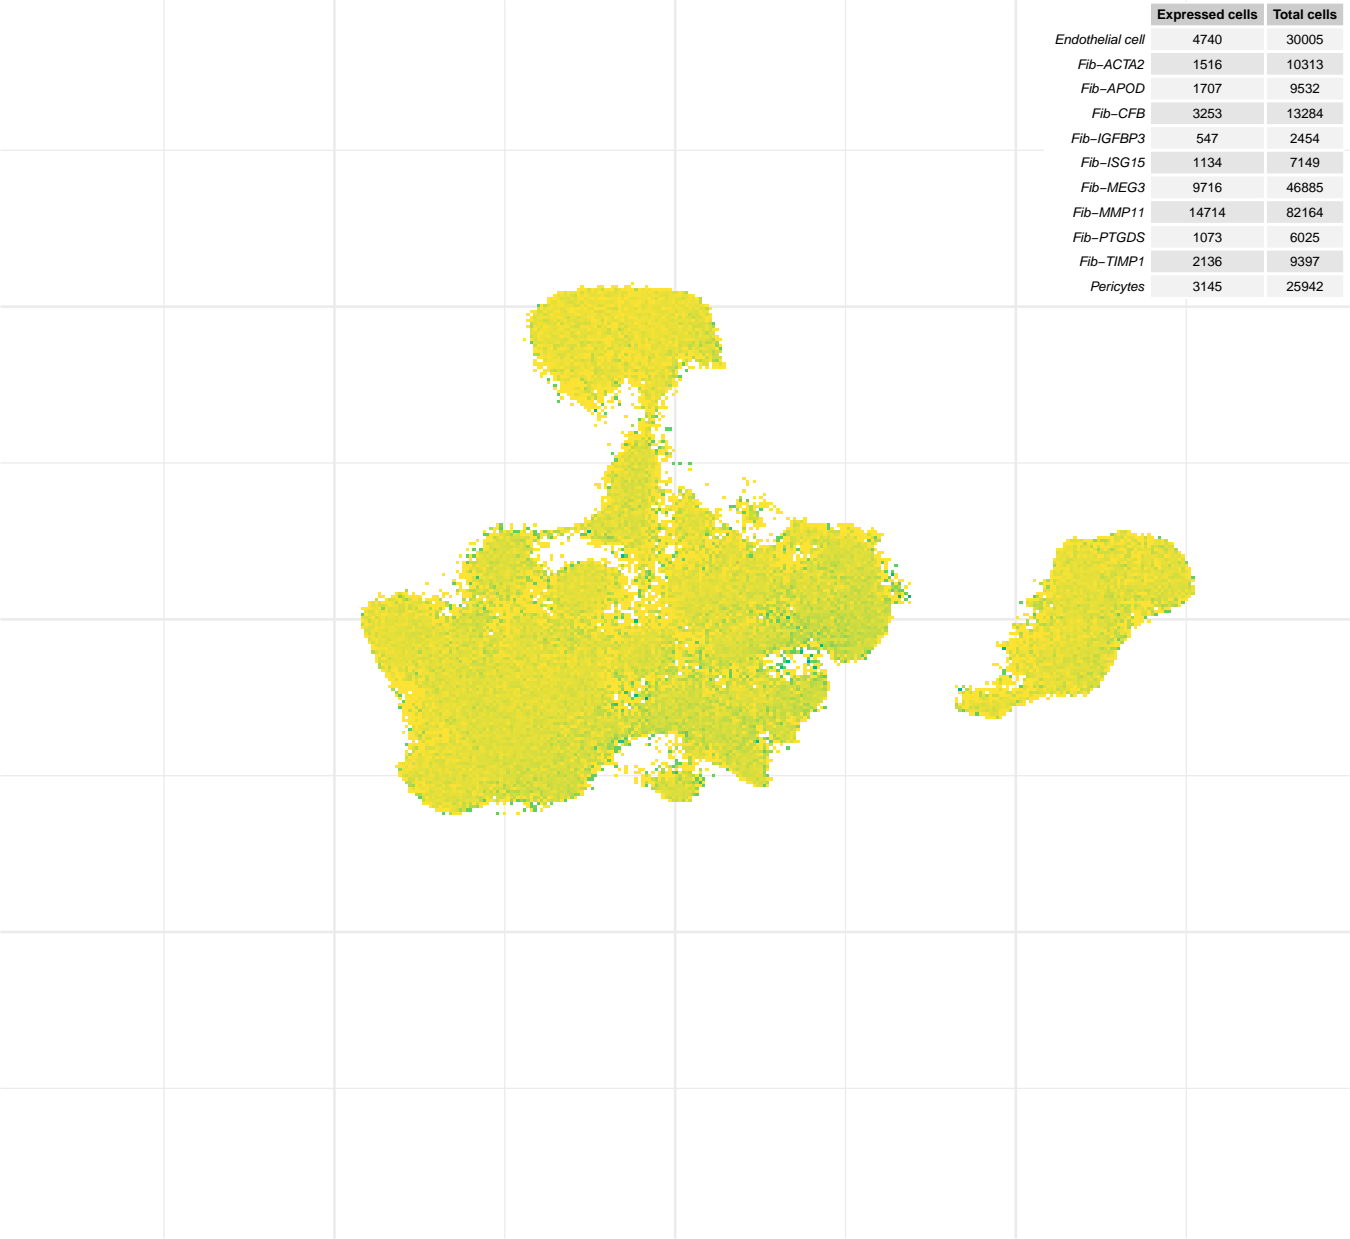 Expressed cells Total cells
Endothelial cell 4740 30005
Fib−ACTA2 1516 10313
Fib−APOD 1707 9532
Fib−CFB 3253 13284
Fib−IGFBP3 547 2454
Fib−ISG15 1134 7149
Fib−MEG3 9716 46885
Fib−MMP11 14714 82164
Fib−PTGDS 1073 6025
Fib−TIMP1 2136 9397
Pericytes 3145 25942